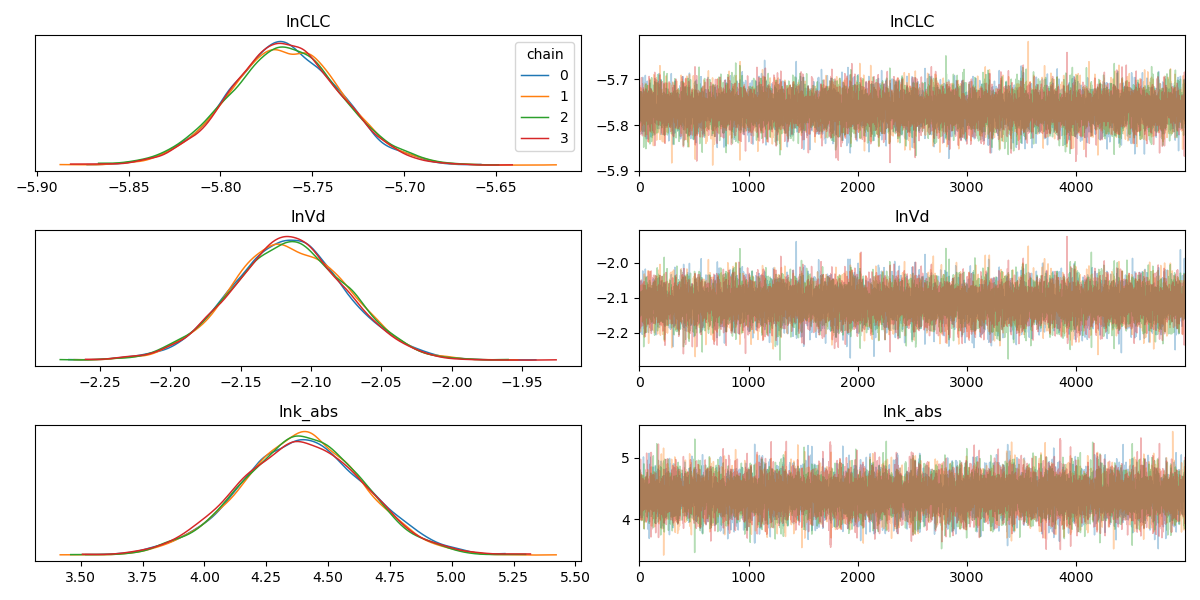 lnCLC
lnCLC
chain
0
1
2
3
−5.90 −5.85 −5.80 −5.75 −5.70 −5.65
−5.7
−5.8
−5.9
0 1000 2000 3000 4000
lnVd
lnVd
−2.25 −2.20 −2.15 −2.10 −2.05 −2.00 −1.95
−2.0
−2.1
−2.2
0 1000 2000 3000 4000
lnk_abs
lnk_abs
3.50 3.75 4.00 4.25 4.50 4.75 5.00 5.25 5.50
5
4
0 1000 2000 3000 4000